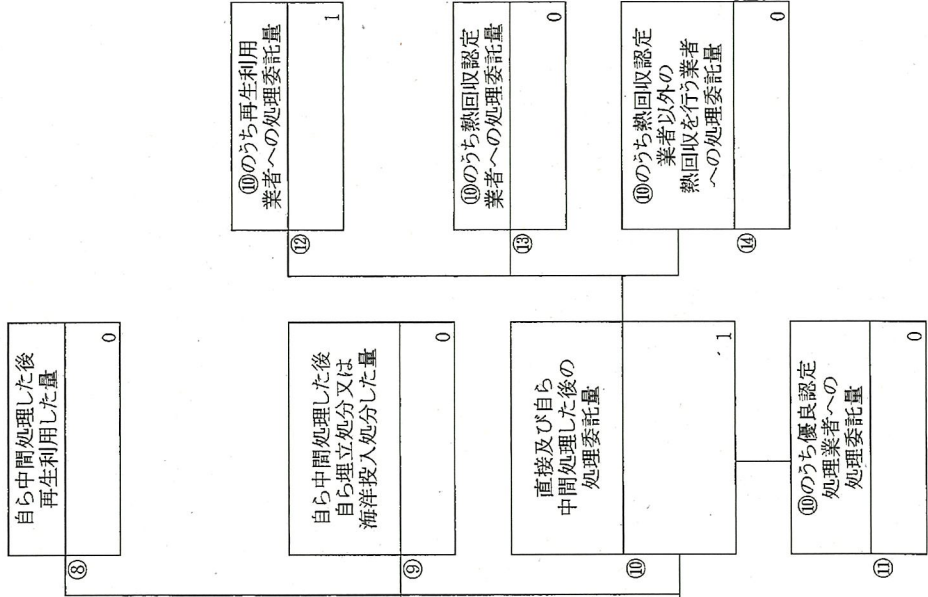 ⑧
自ら中間処理した後
再生利用した量
0
⑨
自ら中間処理した後
自ら埋立処分又は
海洋投入処分した量
0
⑩
直接及び自ら
中間処理した後の
処理委託量
1
⑪
⑩のうち優良認定
処理業者への
処理委託量
0
⑫
⑩のうち再生利用
業者への処理委託量
1
⑬
⑩のうち熱回収認定
業者への処理委託量
0
⑭
⑩のうち熱回収認定
業者以外の
熱回収を行う業者
への処理委託量
0